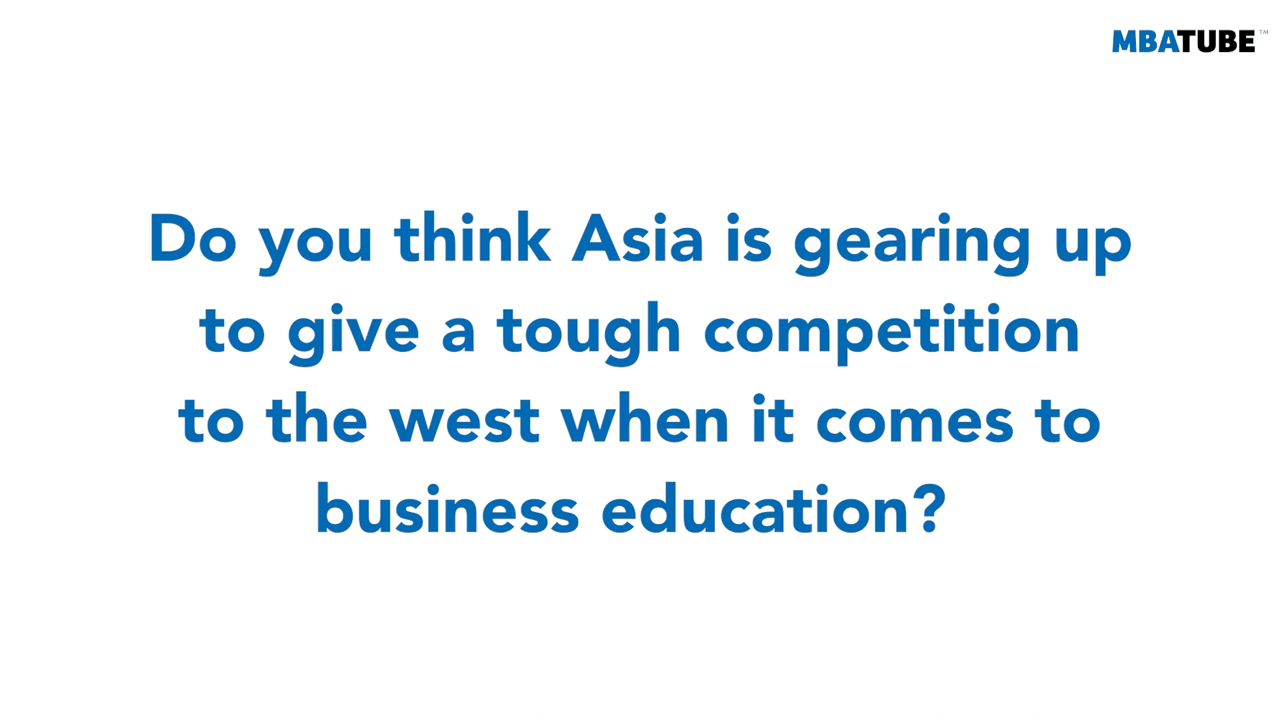 MBATUBE™
Do you think Asia is gearing up
to give a tough competition
to the west when it comes to
business education?